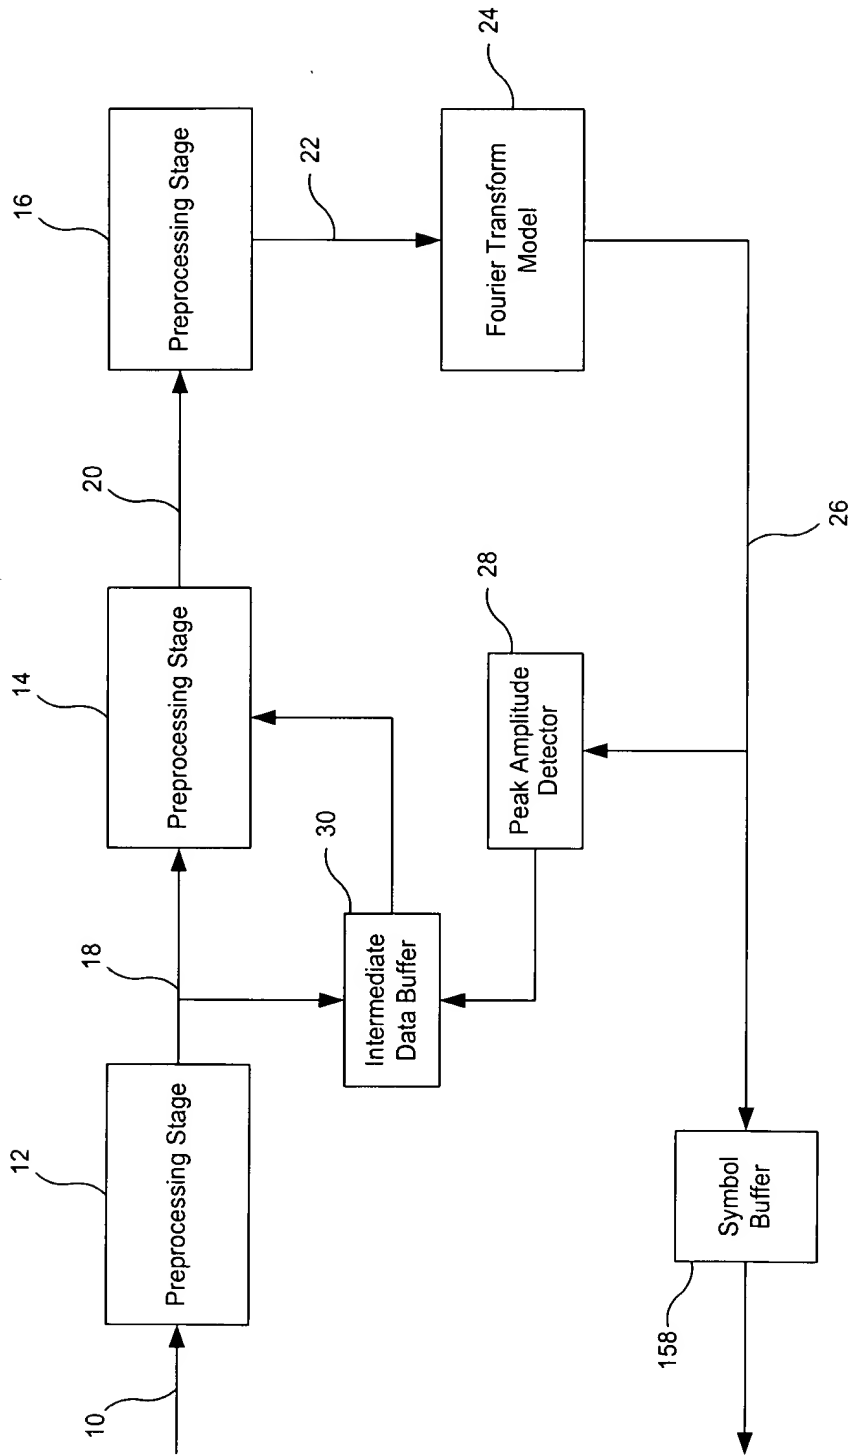 10
12
Preprocessing Stage
18
14
Preprocessing Stage
20
16
Preprocessing Stage
22
24
Fourier Transform
Model
30
Intermediate
Data Buffer
28
Peak Amplitude
Detector
26
158
Symbol
Buffer